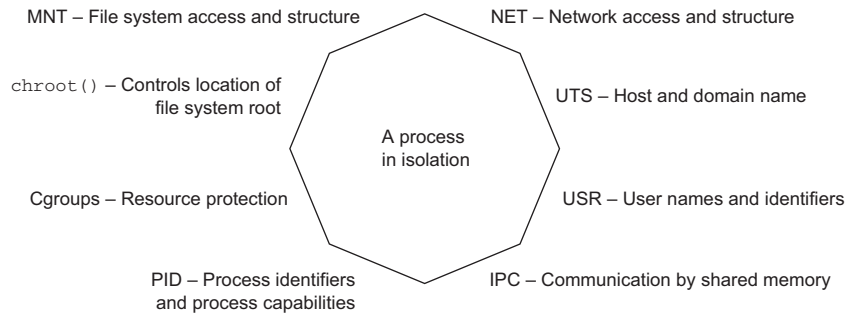 MNT – File system access and structure
NET – Network access and structure
chroot() – Controls location of
file system root
UTS – Host and domain name
A process
in isolation
Cgroups – Resource protection
USR – User names and identifiers
PID – Process identifiers
and process capabilities
IPC – Communication by shared memory